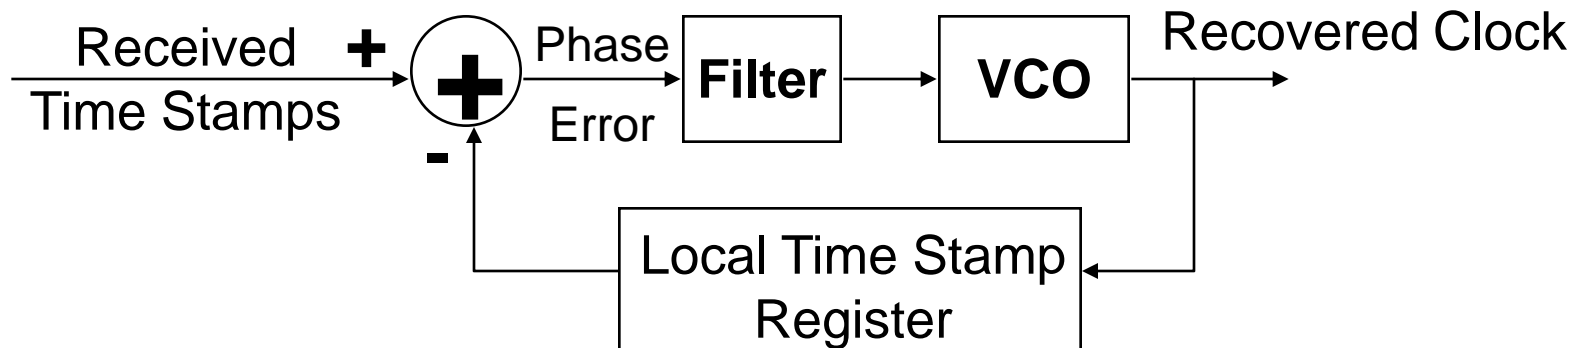 Received
Time Stamps
+
+
-
Phase
Error
Filter
VCO
Recovered Clock
Local Time Stamp
Register